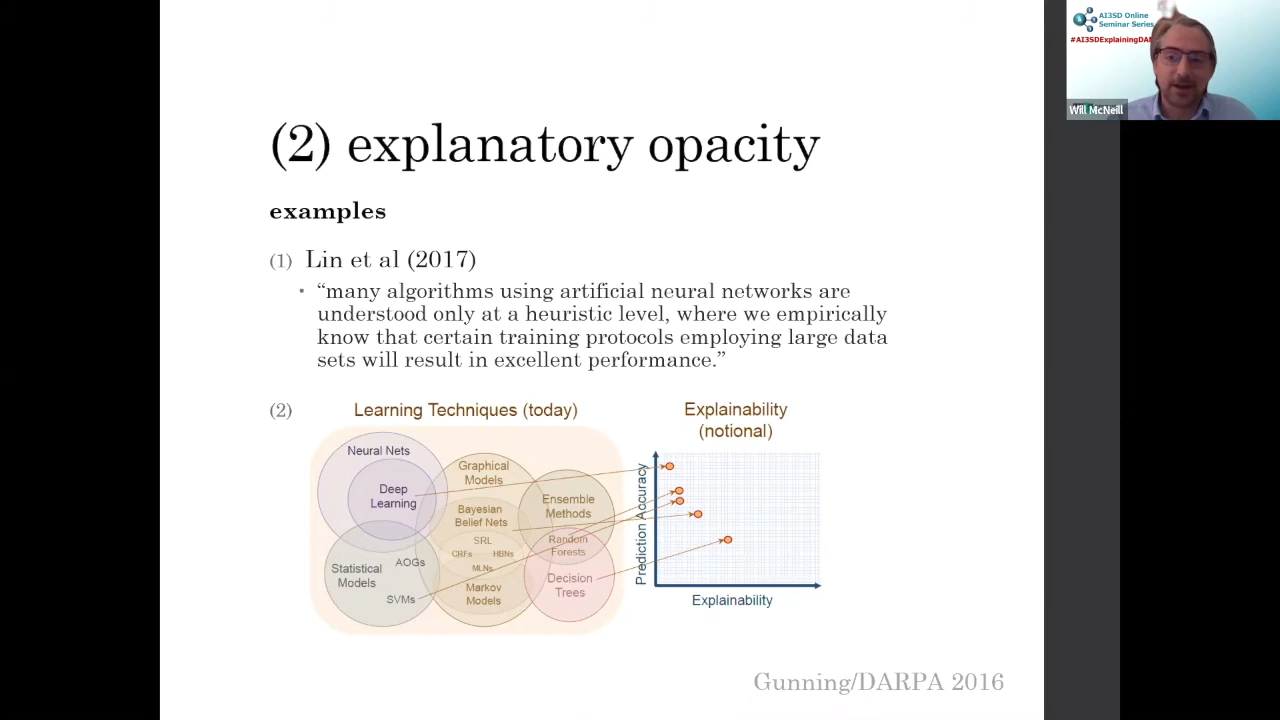 (2) explanatory opacity
examples
(1) Lin et al (2017)
• “many algorithms using artificial neural networks are
understood only at a heuristic level, where we empirically
know that certain training protocols employing large data
sets will result in excellent performance.”
(2)
Learning Techniques (today)
Neural Nets
Deep
Learning
Graphical
Models
Bayesian
Belief Nets
SRL
CRFs HBNs
MLNs
Markov
Models
Ensemble
Methods
Random
Forests
Decision
Trees
Statistical
Models
AOGs
SVMs
Explainability
(notional)
Prediction Accuracy
Explainability
Gunning/DARPA 2016
AI3SD Online
Seminar Series
Will McNeill